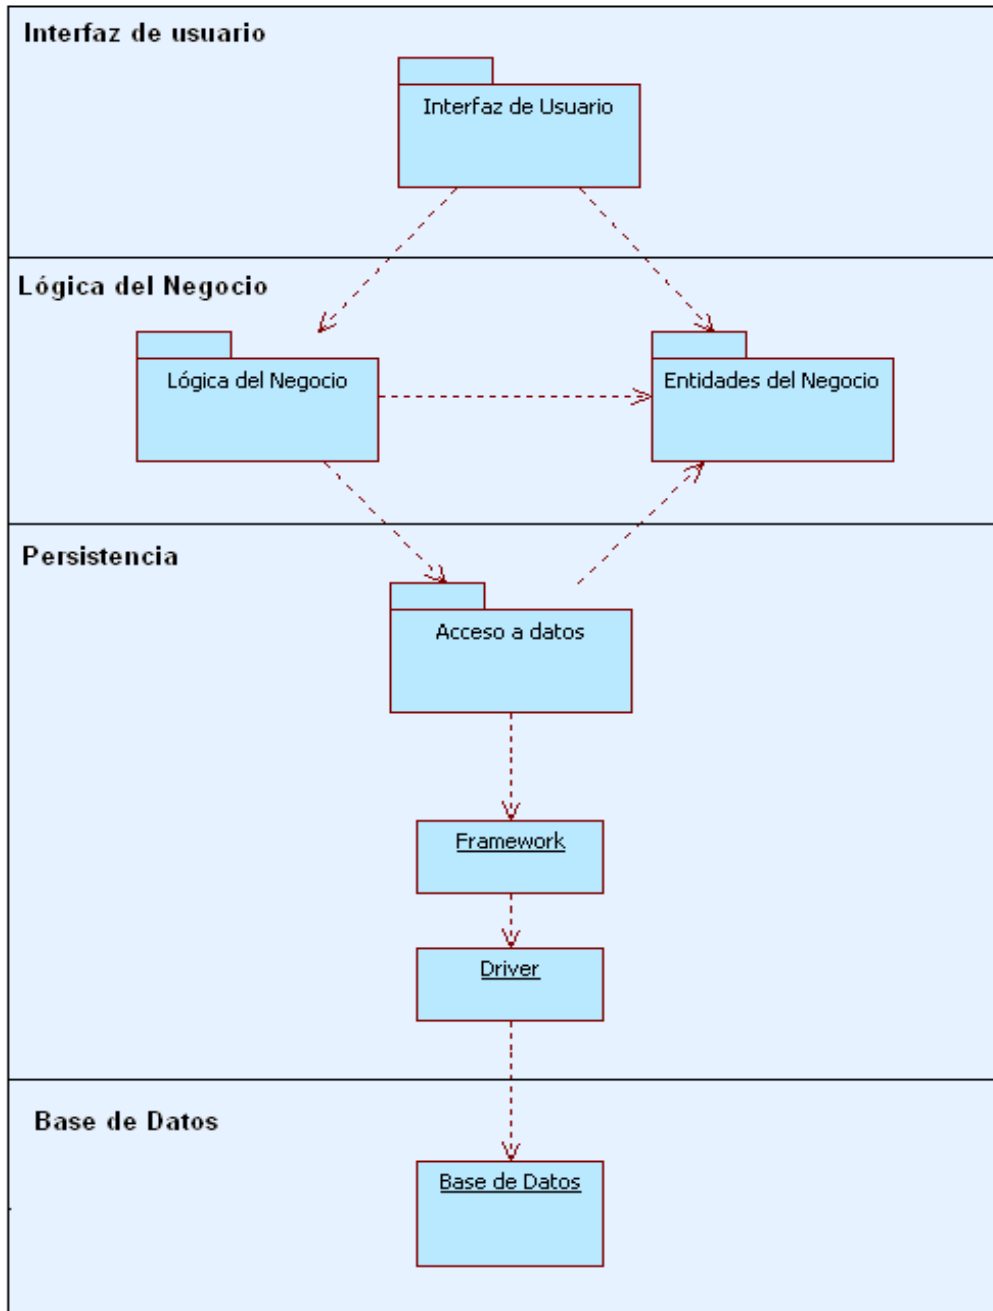 Interfaz de usuario
Interfaz de Usuario
Lógica del Negocio
Lógica del Negocio
Entidades del Negocio
Persistencia
Acceso a datos
Framework
Driver
Base de Datos
Base de Datos